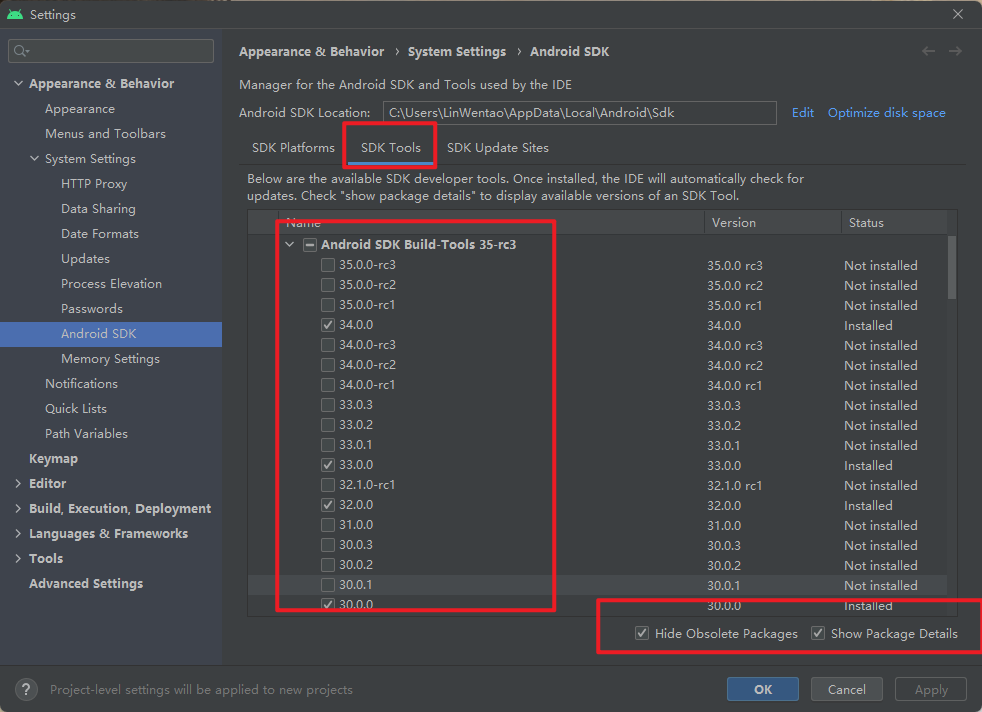 Settings
Appearance & Behavior
Appearance
Menus and Toolbars
System Settings
HTTP Proxy
Data Sharing
Date Formats
Updates
Process Elevation
Passwords
Android SDK
Memory Settings
Notifications
Quick Lists
Path Variables
Keymap
Editor
Build, Execution, Deployment
Languages & Frameworks
Tools
Advanced Settings
Appearance & Behavior › System Settings › Android SDK
Manager for the Android SDK and Tools used by the IDE
Android SDK Location: C:\Users\LinWentao\AppData\Local\Android\Sdk Edit Optimize disk space
SDK Platforms SDK Tools SDK Update Sites
Below are the available SDK developer tools. Once installed, the IDE will automatically check for
updates. Check "show package details" to display available versions of an SDK Tool.
Name Version Status
Android SDK Build-Tools 35-rc3
35.0.0-rc3 35.0.0 rc3 Not installed
35.0.0-rc2 35.0.0 rc2 Not installed
35.0.0-rc1 35.0.0 rc1 Not installed
34.0.0 34.0.0 Installed
34.0.0-rc3 34.0.0 rc3 Not installed
34.0.0-rc2 34.0.0 rc2 Not installed
34.0.0-rc1 34.0.0 rc1 Not installed
33.0.3 33.0.3 Not installed
33.0.2 33.0.2 Not installed
33.0.1 33.0.1 Not installed
33.0.0 33.0.0 Installed
32.1.0-rc1 32.1.0 rc1 Not installed
32.0.0 32.0.0 Installed
31.0.0 31.0.0 Not installed
30.0.3 30.0.3 Not installed
30.0.2 30.0.2 Not installed
30.0.1 30.0.1 Not installed
30.0.0 30.0.0 Installed
Hide Obsolete Packages Show Package Details
? Project-level settings will be applied to new projects
OK Cancel Apply